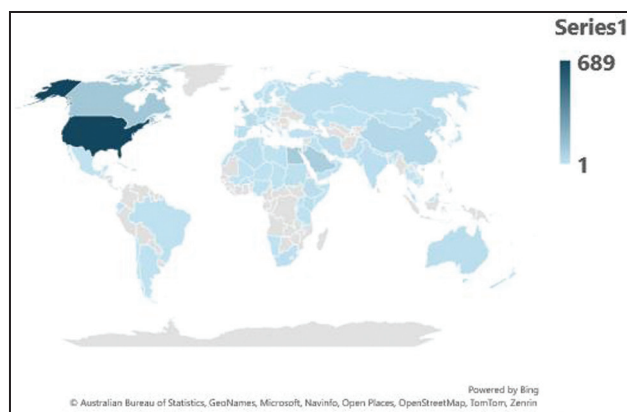 Series1
689
1
Powered by Bing
© Australian Bureau of Statistics, GeoNames, Microsoft, Navinfo, Open Places, OpenStreetMap, TomTom, Zenrin